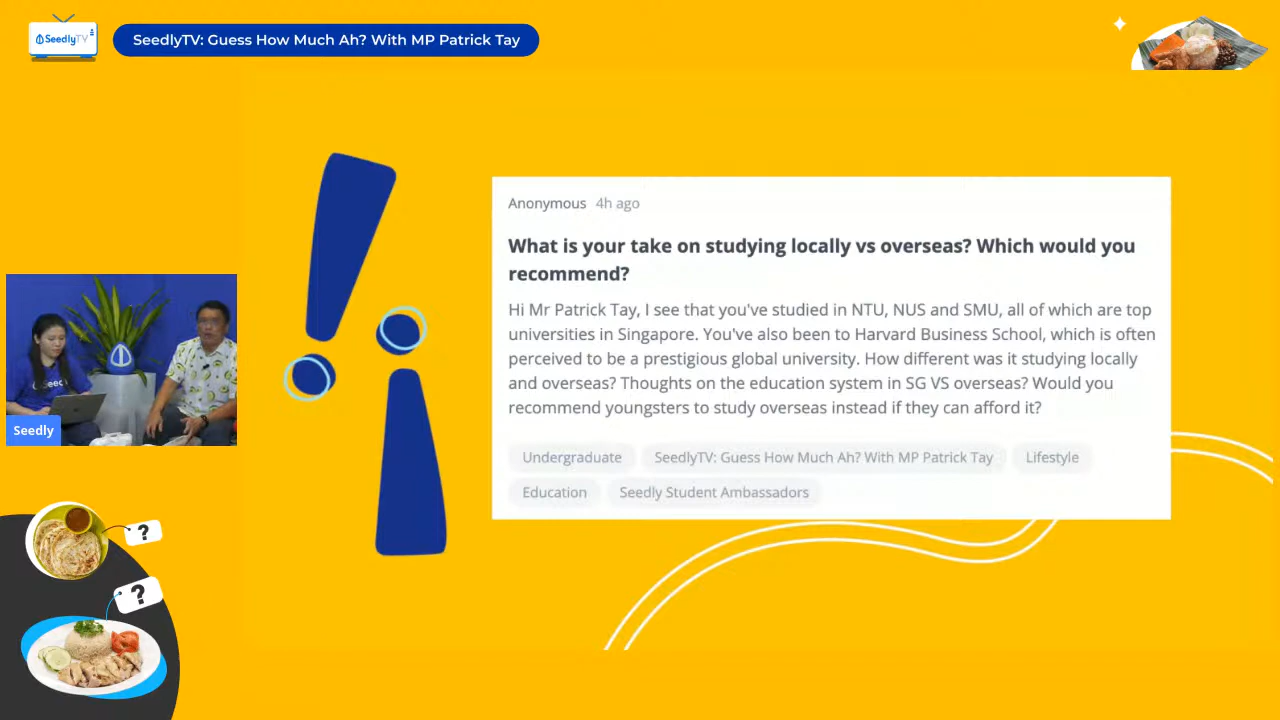 SeedlyTV
SeedlyTV: Guess How Much Ah? With MP Patrick Tay
Anonymous 4h ago
What is your take on studying locally vs overseas? Which would you
recommend?
Hi Mr Patrick Tay, I see that you've studied in NTU, NUS and SMU, all of which are top
universities in Singapore. You've also been to Harvard Business School, which is often
perceived to be a prestigious global university. How different was it studying locally
and overseas? Thoughts on the education system in SG VS overseas? Would you
recommend youngsters to study overseas instead if they can afford it?
Undergraduate SeedlyTV: Guess How Much Ah? With MP Patrick Tay Lifestyle
Education Seedly Student Ambassadors
Seedly
?
?